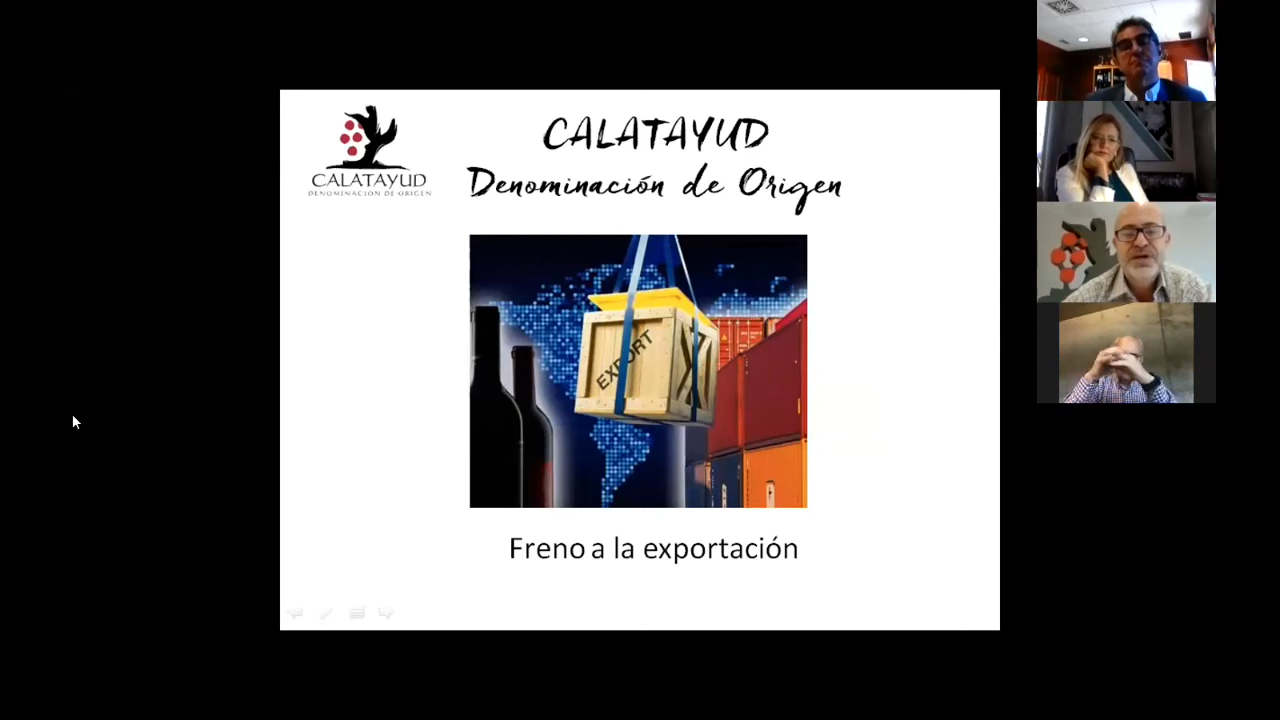 CALATAYUD
DENOMINACIÓN DE ORIGEN
CALATAYUD
Denominación de Origen
EXPORT
Freno a la exportación